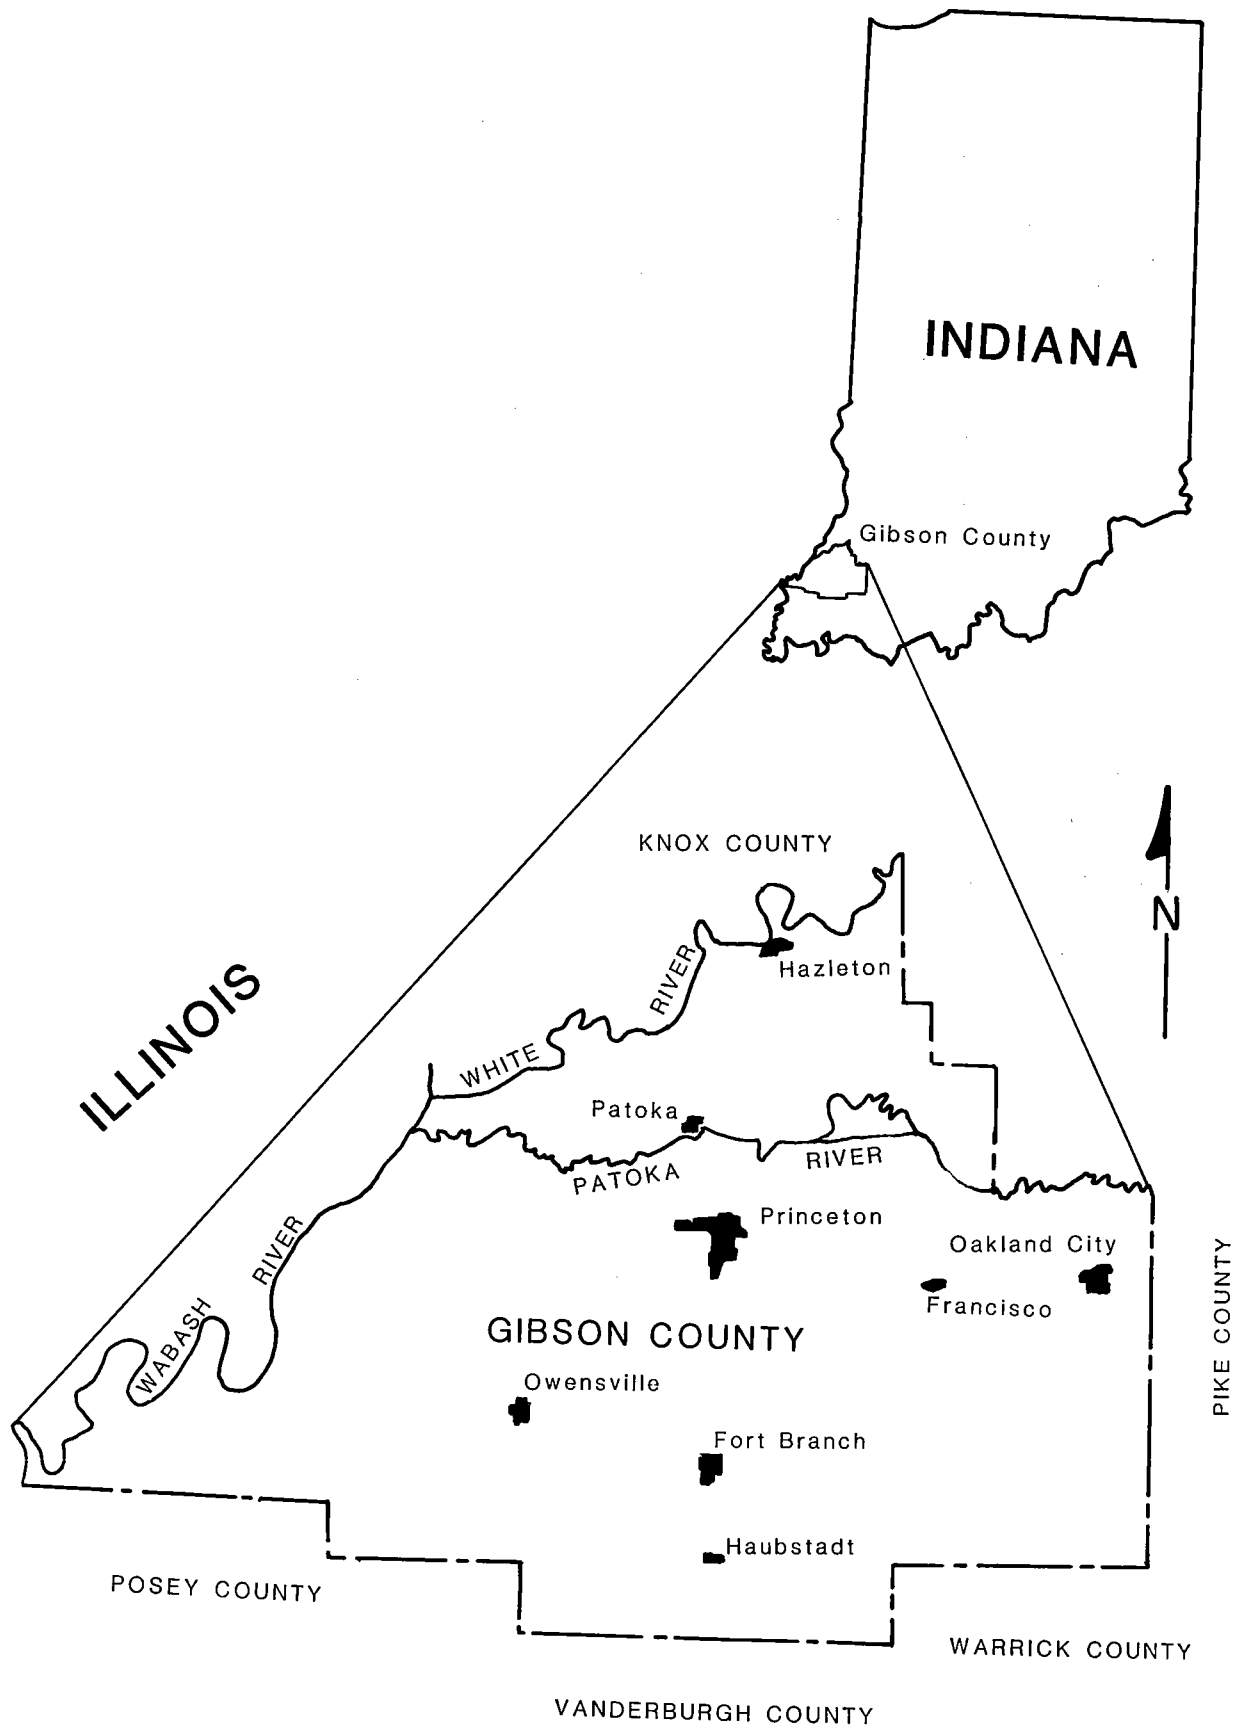 INDIANA
Gibson County
KNOX COUNTY
N
Hazleton
RIVER
ILLINOIS
WHITE
Patoka
RIVER
PATOKA
Princeton
RIVER
Oakland City
PIKE COUNTY
Francisco
WABASH
GIBSON COUNTY
Owensville
Fort Branch
Haubstadt
POSEY COUNTY
WARRICK COUNTY
VANDERBURGH COUNTY